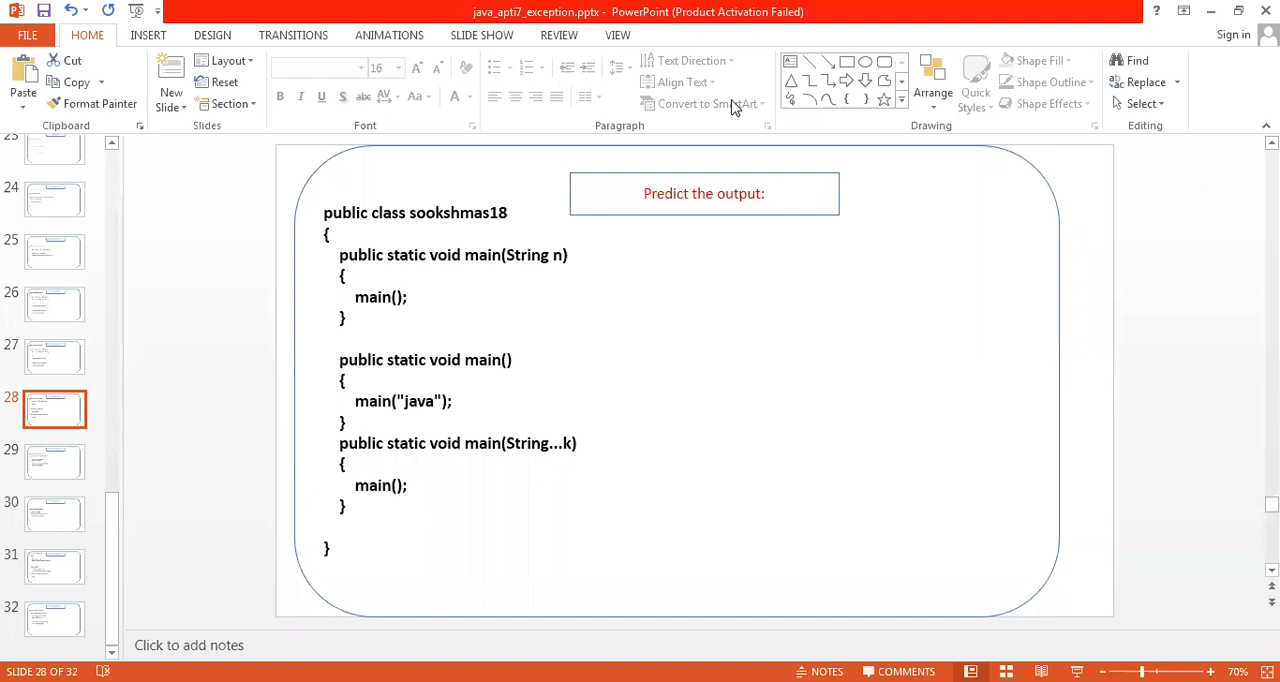 java_apti7_exception.pptx - PowerPoint (Product Activation Failed)
FILE HOME INSERT DESIGN TRANSITIONS ANIMATIONS SLIDE SHOW REVIEW VIEW Sign in
Paste
Cut
Copy
Format Painter
Clipboard
New Slide
Layout
Reset
Section
Slides
16
B I U S abc AV Aa A
Font
Text Direction
Align Text
Convert to SmartArt
Paragraph
Arrange
Quick Styles
Shape Fill
Shape Outline
Shape Effects
Drawing
Find
Replace
Select
Editing
23
24
25
26
27
28
29
30
31
32
Predict the output:
public class sookshmas18
{
public static void main(String n)
{
main();
}
public static void main()
{
main("java");
}
public static void main(String...k)
{
main();
}
}
Click to add notes
SLIDE 28 OF 32 NOTES COMMENTS 70%